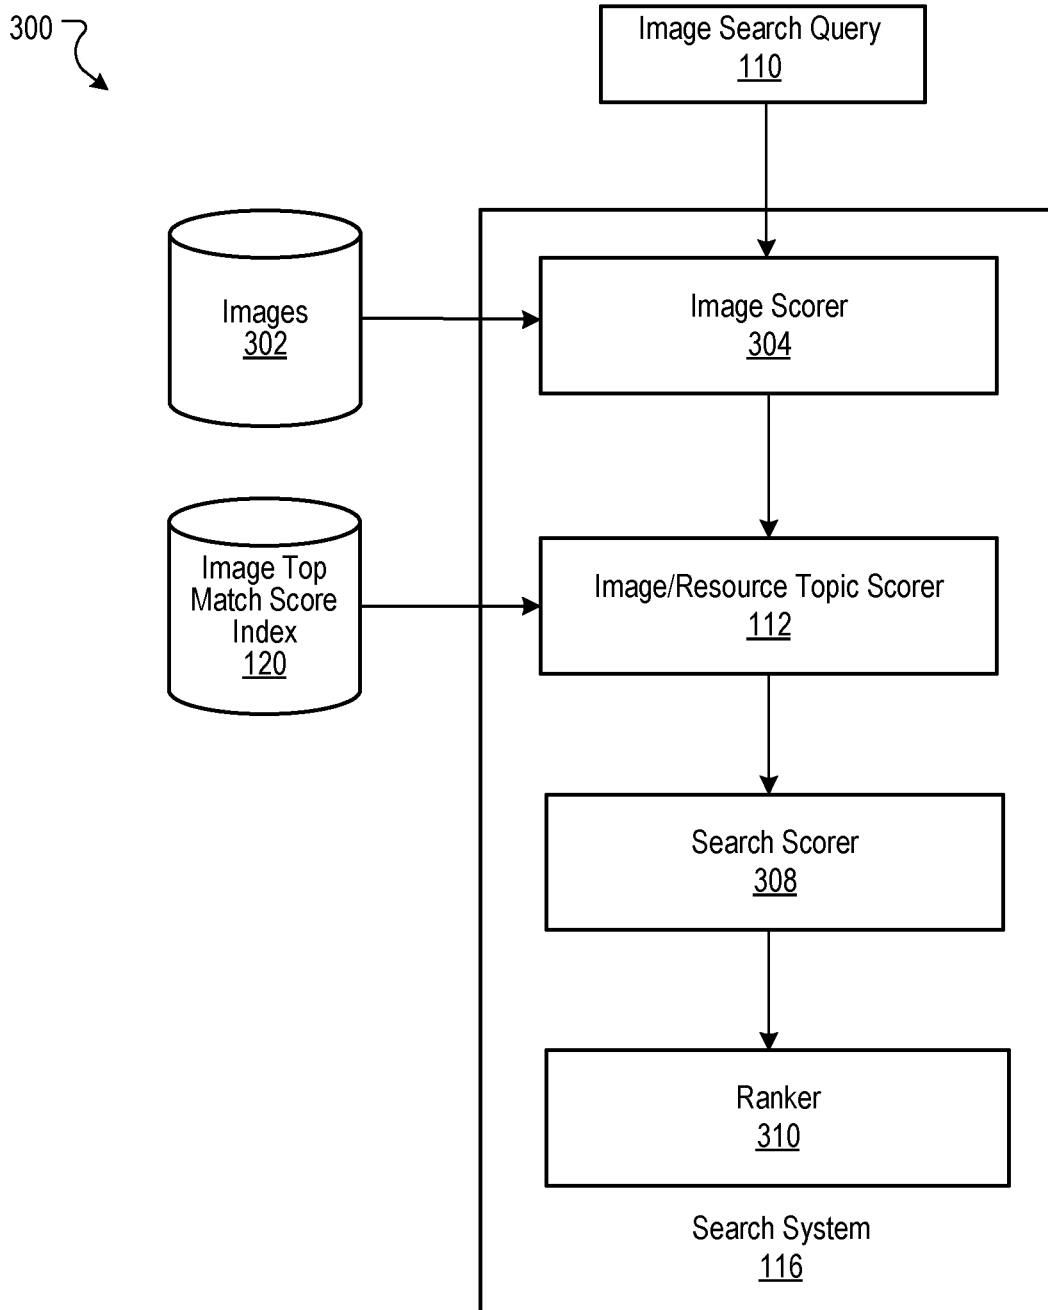 300
Image Search Query
110
Images
302
Image Scorer
304
Image Top
Match Score
Index
120
Image/Resource Topic Scorer
112
Search Scorer
308
Ranker
310
Search System
116